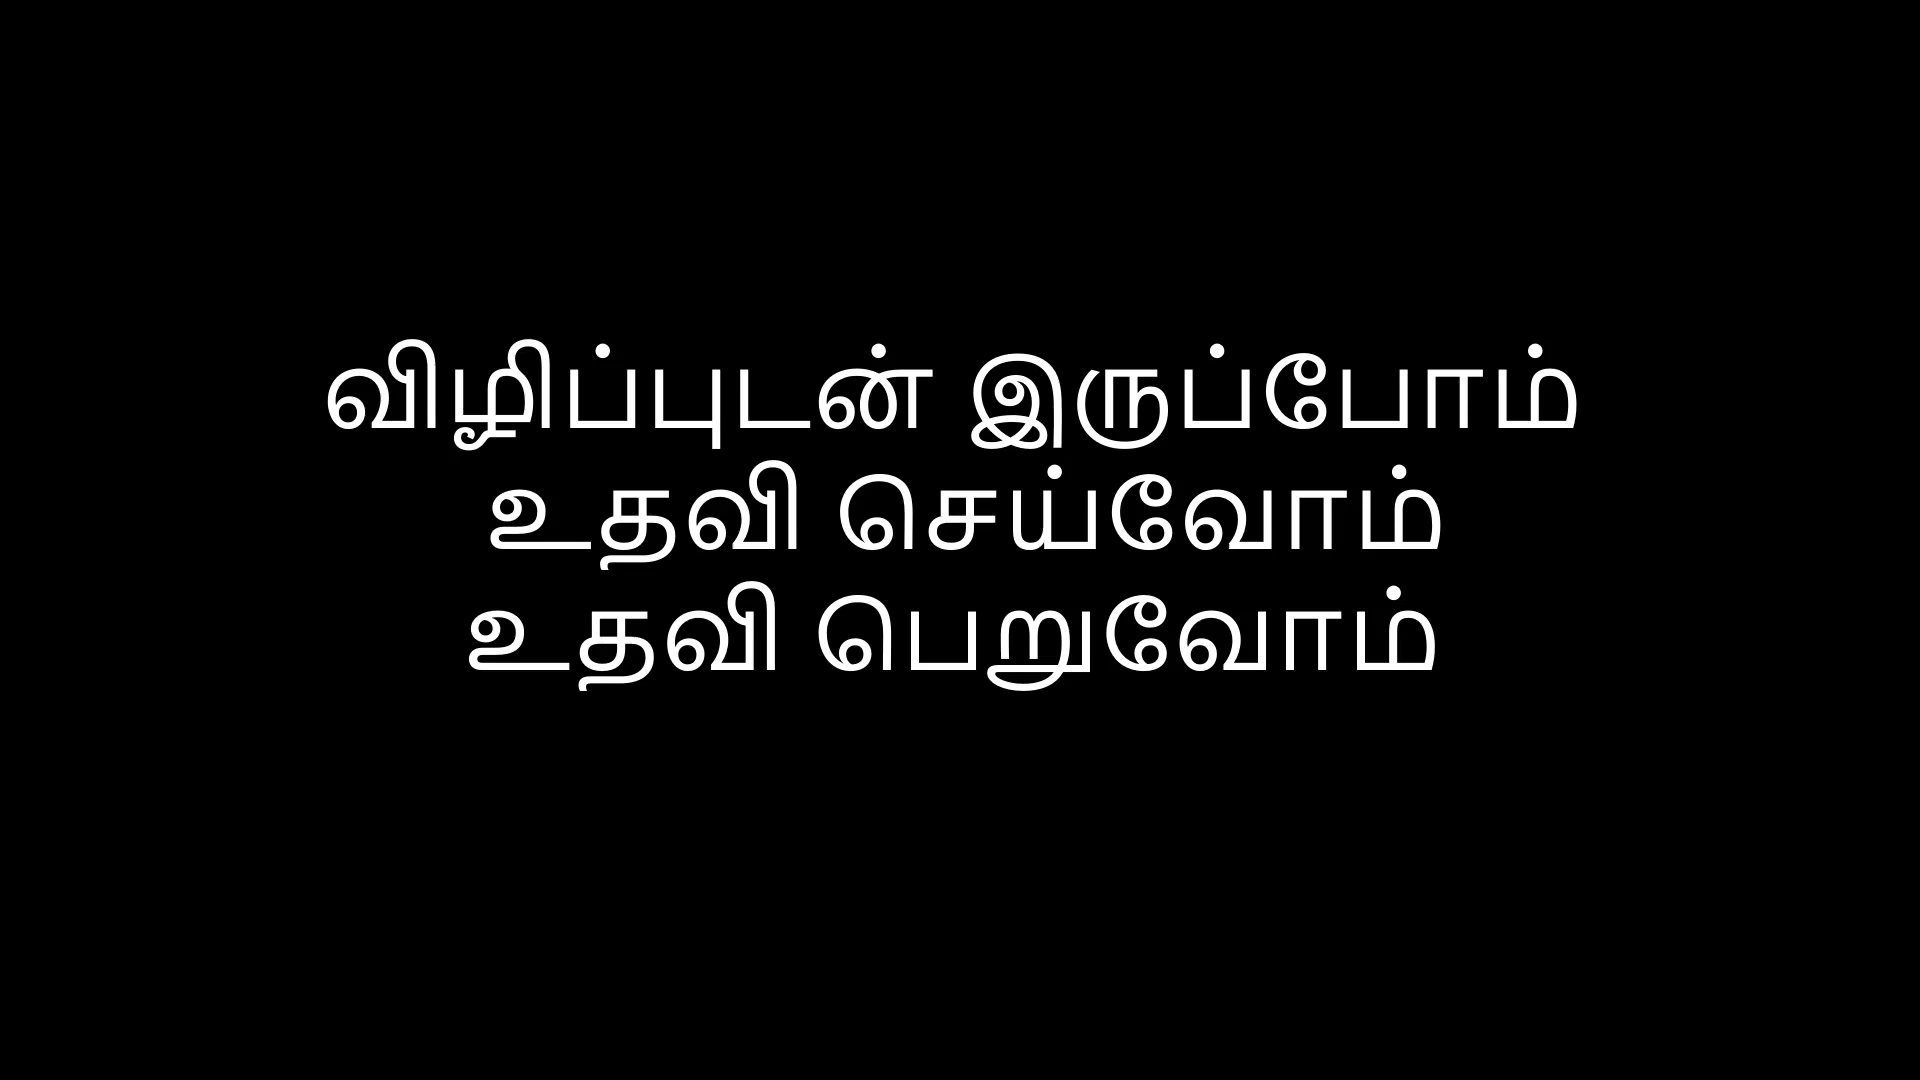 விழிப்புடன் இருப்போம்
உதவி செய்வோம்
உதவி பெறுவோம்